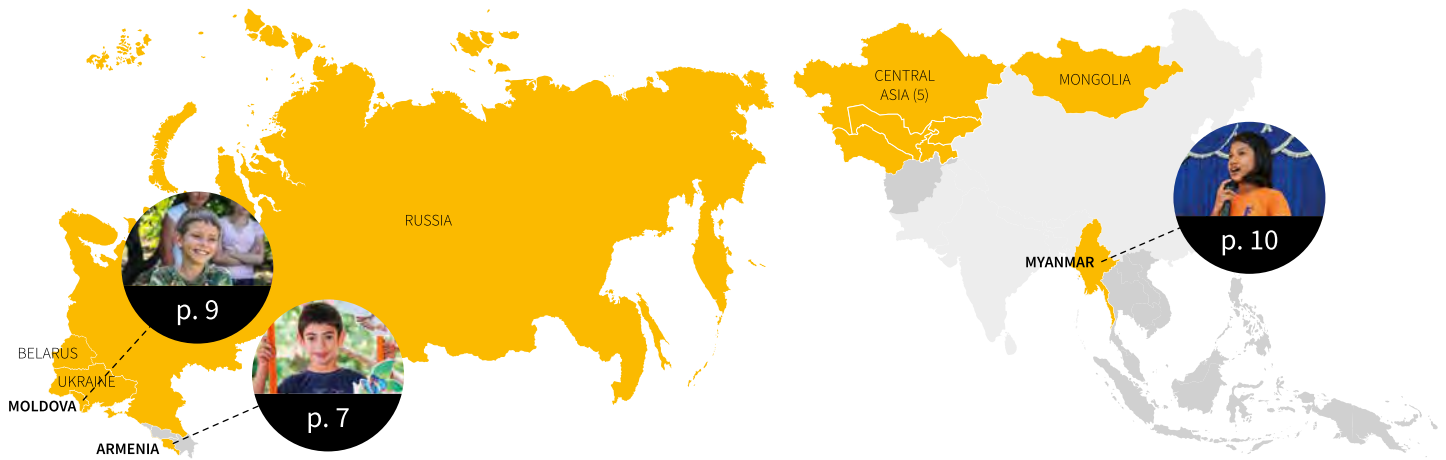 RUSSIA
p. 9
BELARUS
UKRAINE
MOLDOVA
p. 7
ARMENIA
CENTRAL
ASIA (5)
MONGOLIA
MYANMAR
p. 10